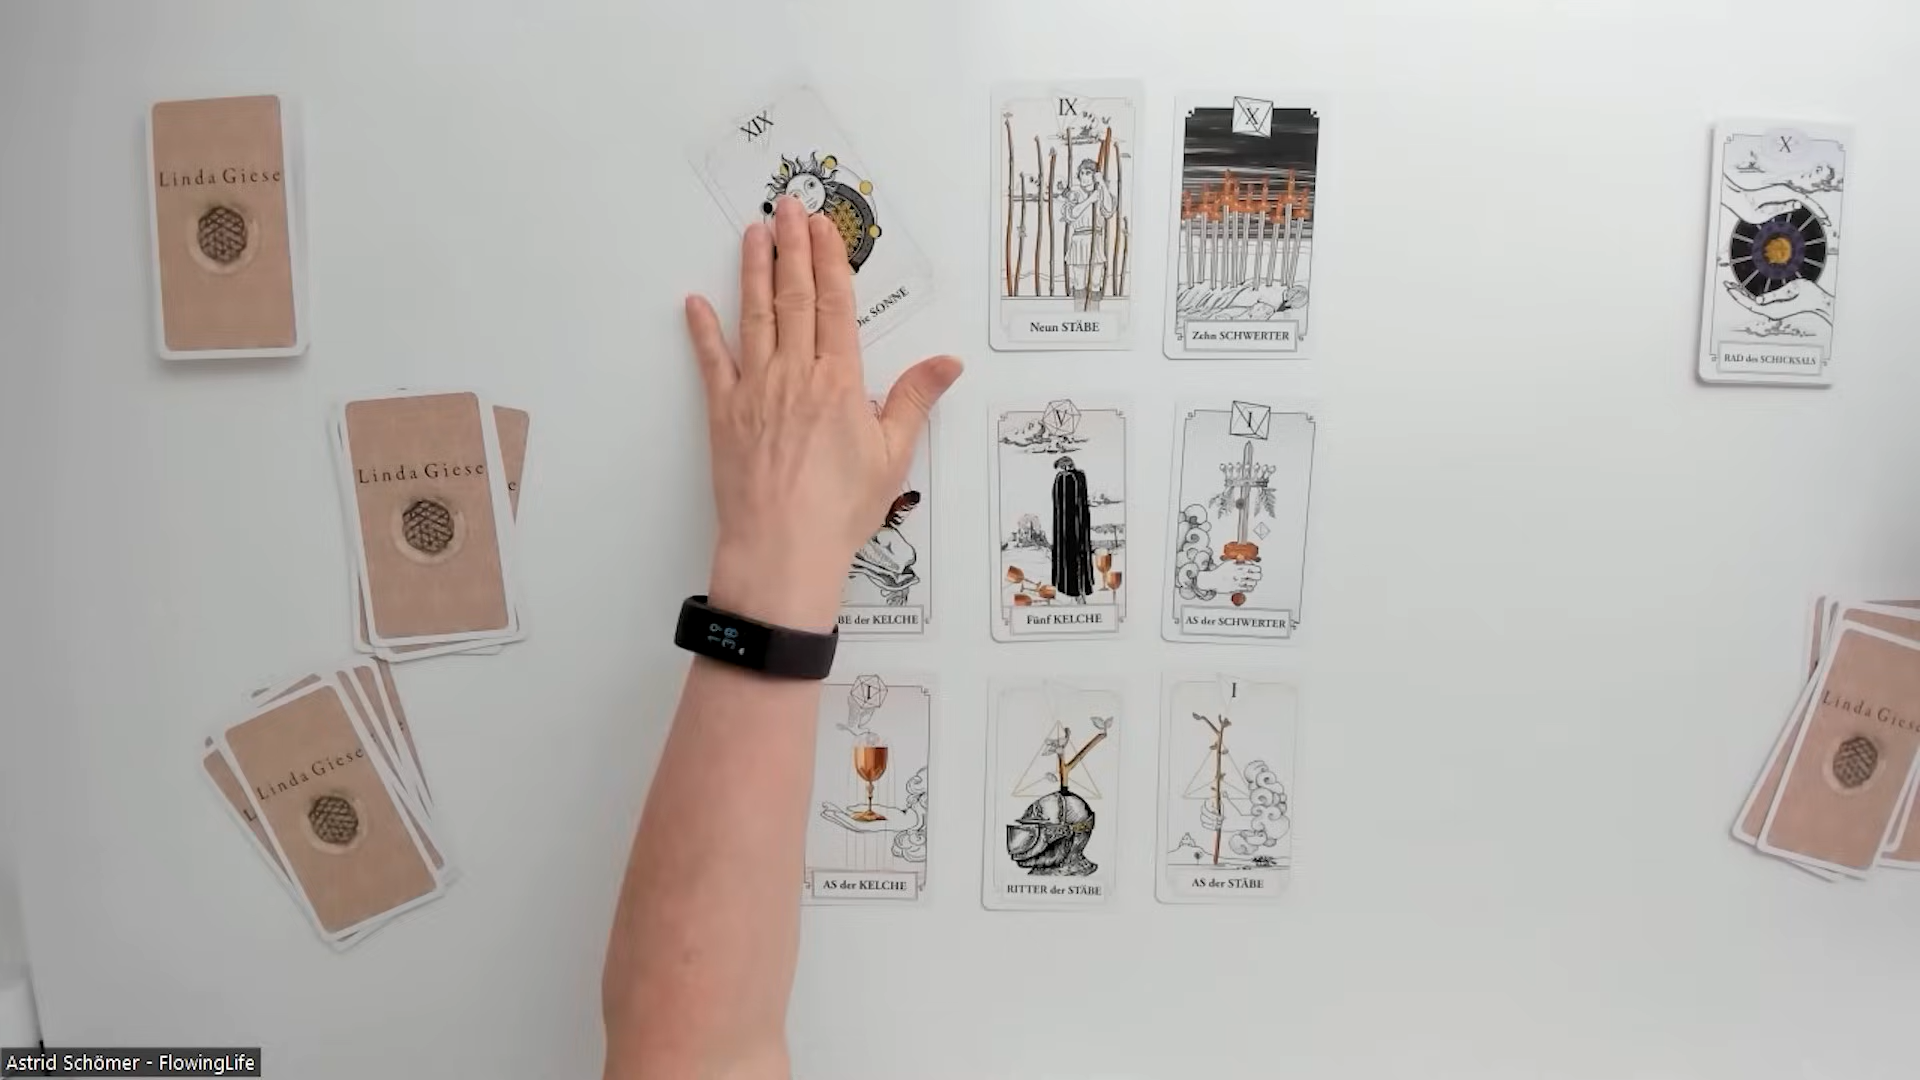 Linda Giese
XIX
Die SONNE
IX
Neun STÄBE
X
Zehn SCHWERTER
X
RAD des SCHICKSALS
Linda Giese
e
BE der KELCHE
V
Fünf KELCHE
I
AS der SCHWERTER
19
38
Linda Giese
L
I
AS der KELCHE
RITTER der STÄBE
I
AS der STÄBE
Linda Giese
Astrid Schömer - FlowingLife